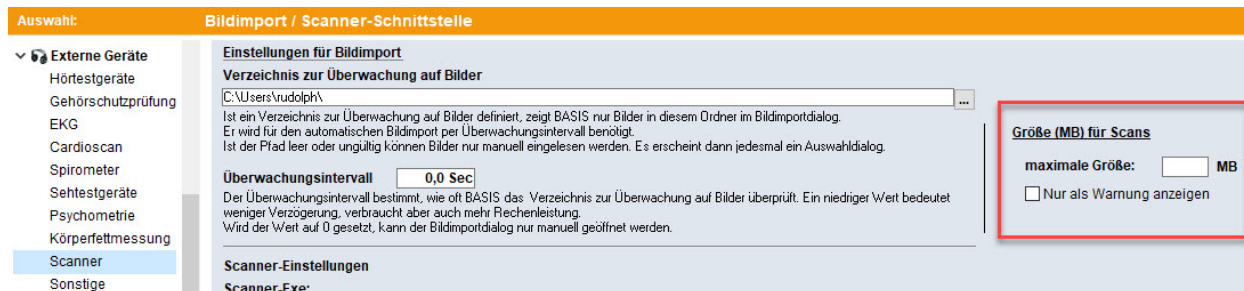 Auswahl:
Bildimport / Scanner-Schnittstelle
Externe Geräte
Hörtestgeräte
Gehörschutzprüfung
EKG
Cardioscan
Spirometer
Sehtestgeräte
Psychometrie
Körperfettmessung
Scanner
Sonstige
Einstellungen für Bildimport
Verzeichnis zur Überwachung auf Bilder
C:\Users\rudolph\
...
Ist ein Verzeichnis zur Überwachung auf Bilder definiert, zeigt BASIS nur Bilder in diesem Ordner im Bildimportdialog.
Er wird für den automatischen Bildimport per Überwachungsintervall benötigt.
Ist der Pfad leer oder ungültig können Bilder nur manuell eingelesen werden. Es erscheint dann jedesmal ein Auswahldialog.
Überwachungsintervall 0,0 Sec
Der Überwachungsintervall bestimmt, wie oft BASIS das Verzeichnis zur Überwachung auf Bilder überprüft. Ein niedriger Wert bedeutet
weniger Verzögerung, verbraucht aber auch mehr Rechenleistung.
Wird der Wert auf 0 gesetzt, kann der Bildimportdialog nur manuell geöffnet werden.
Scanner-Einstellungen
Scanner-Exe:
Größe (MB) für Scans
maximale Größe: MB
Nur als Warnung anzeigen